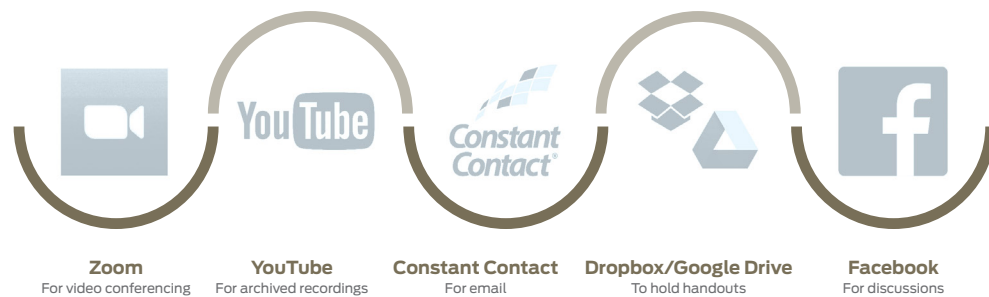 YouTube
Constant
Contact®
Zoom
For video conferencing
YouTube
For archived recordings
Constant Contact
For email
Dropbox/Google Drive
To hold handouts
Facebook
For discussions